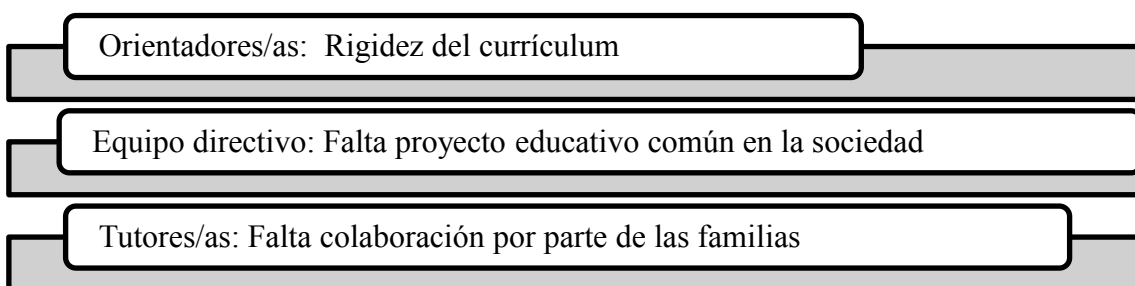 Orientadores/as:  Rigidez del currículum
Equipo directivo: Falta proyecto educativo común en la sociedad
Tutores/as: Falta colaboración por parte de las familias